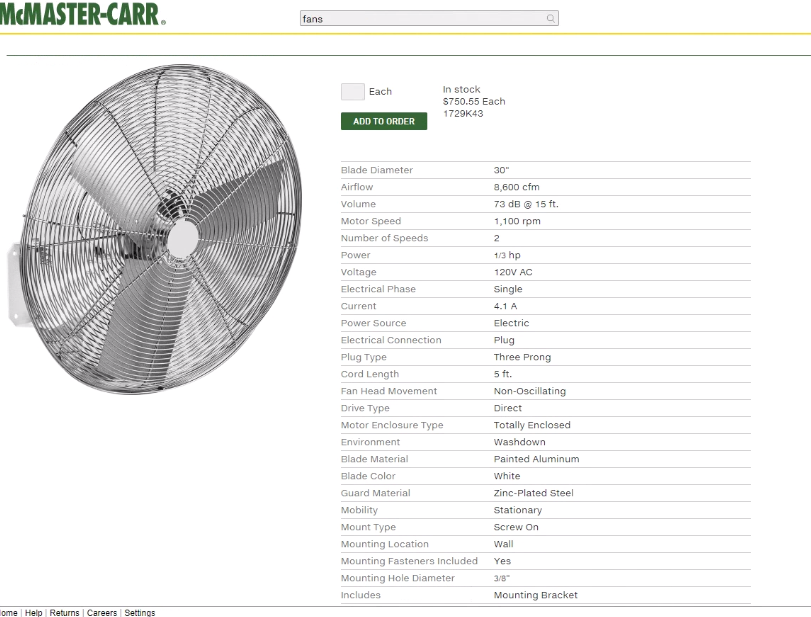 McMASTER-CARR®
fans
Each
In stock
$750.55 Each
1729K43
ADD TO ORDER
Blade Diameter 30"
Airflow 8,600 cfm
Volume 73 dB @ 15 ft.
Motor Speed 1,100 rpm
Number of Speeds 2
Power 1/3 hp
Voltage 120V AC
Electrical Phase Single
Current 4.1 A
Power Source Electric
Electrical Connection Plug
Plug Type Three Prong
Cord Length 5 ft.
Fan Head Movement Non-Oscillating
Drive Type Direct
Motor Enclosure Type Totally Enclosed
Environment Washdown
Blade Material Painted Aluminum
Blade Color White
Guard Material Zinc-Plated Steel
Mobility Stationary
Mount Type Screw On
Mounting Location Wall
Mounting Fasteners Included Yes
Mounting Hole Diameter 3/8"
Includes Mounting Bracket
ome | Help | Returns | Careers | Settings